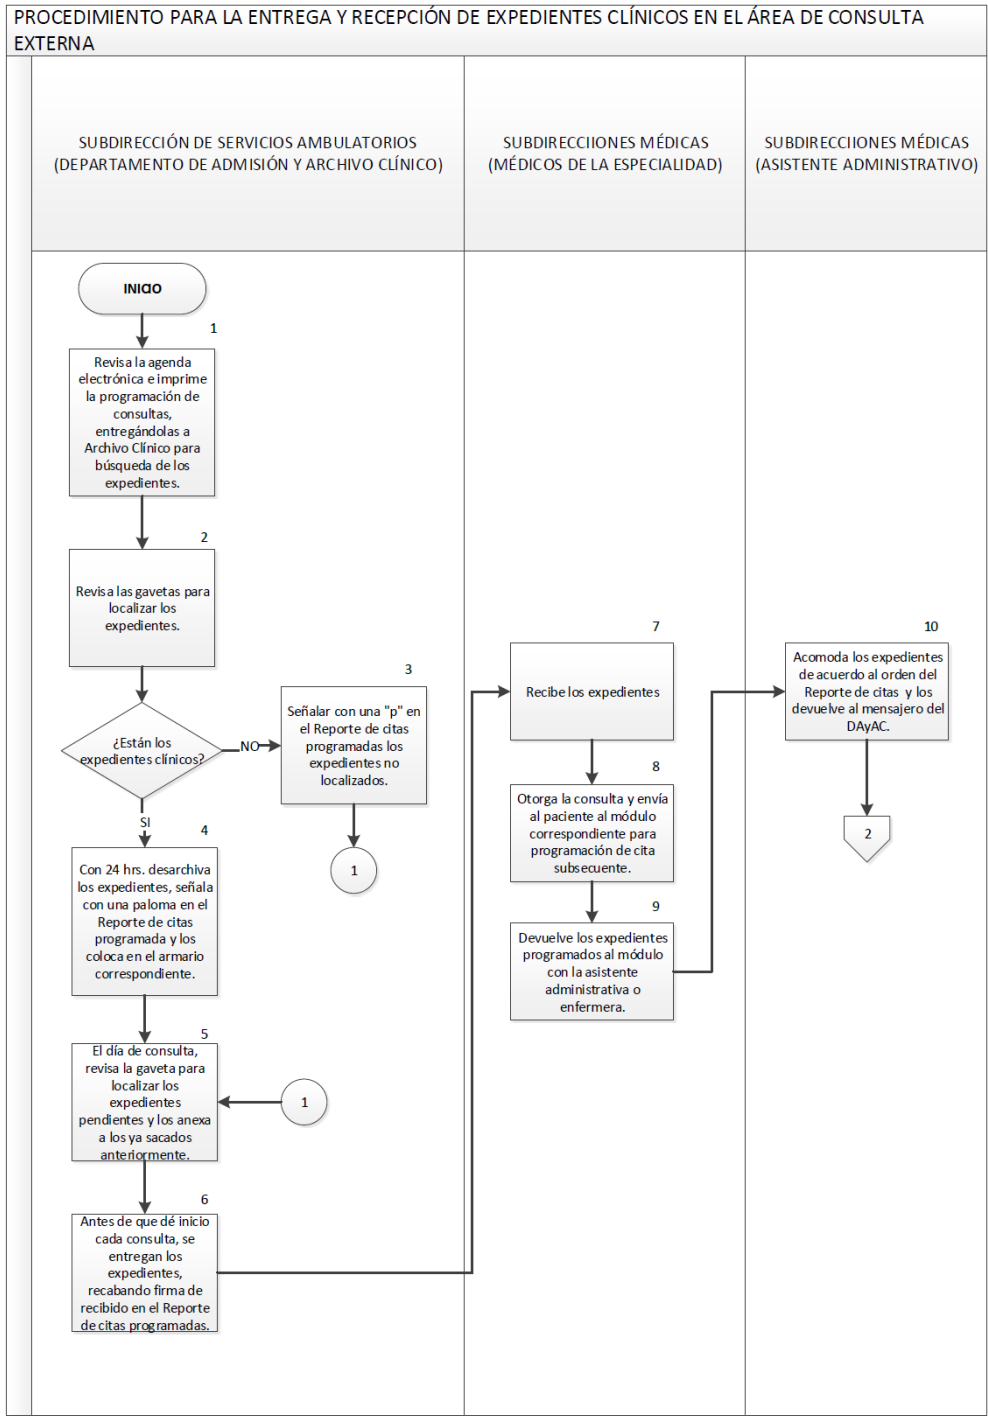 PROCEDIMIENTO PARA LA ENTREGA Y RECEPCIÓN DE EXPEDIENTES CLÍNICOS EN EL ÁREA DE CONSULTA
EXTERNA
SUBDIRECCIÓN DE SERVICIOS AMBULATORIOS
(DEPARTAMENTO DE ADMISIÓN Y ARCHIVO CLÍNICO)
SUBDIRECCIIONES MÉDICAS
(MÉDICOS DE LA ESPECIALIDAD)
SUBDIRECCIIONES MÉDICAS
(ASISTENTE ADMINISTRATIVO)
INICIO
1
Revisa la agenda
electrónica e imprime
la programación de
consultas,
entregándolas a
Archivo Clínico para
búsqueda de los
expedientes.
2
Revisa las gavetas para
localizar los
expedientes.
¿Están los
expedientes clínicos?
NO
SI
3
Señalar con una "p" en
el Reporte de citas
programadas los
expedientes no
localizados.
1
4
Con 24 hrs. desarchiva
los expedientes, señala
con una paloma en el
Reporte de citas
programada y los
coloca en el armario
correspondiente.
5
El día de consulta,
revisa la gaveta para
localizar los
expedientes
pendientes y los anexa
a los ya sacados
anteriormente.
1
6
Antes de que dé inicio
cada consulta, se
entregan los
expedientes,
recabando firma de
recibido en el Reporte
de citas programadas.
7
Recibe los expedientes
8
Otorga la consulta y envía
al paciente al módulo
correspondiente para
programación de cita
subsecuente.
9
Devuelve los expedientes
programados al módulo
con la asistente
administrativa o
enfermera.
10
Acomoda los expedientes
de acuerdo al orden del
Reporte de citas y los
devuelve al mensajero del
DAyAC.
2